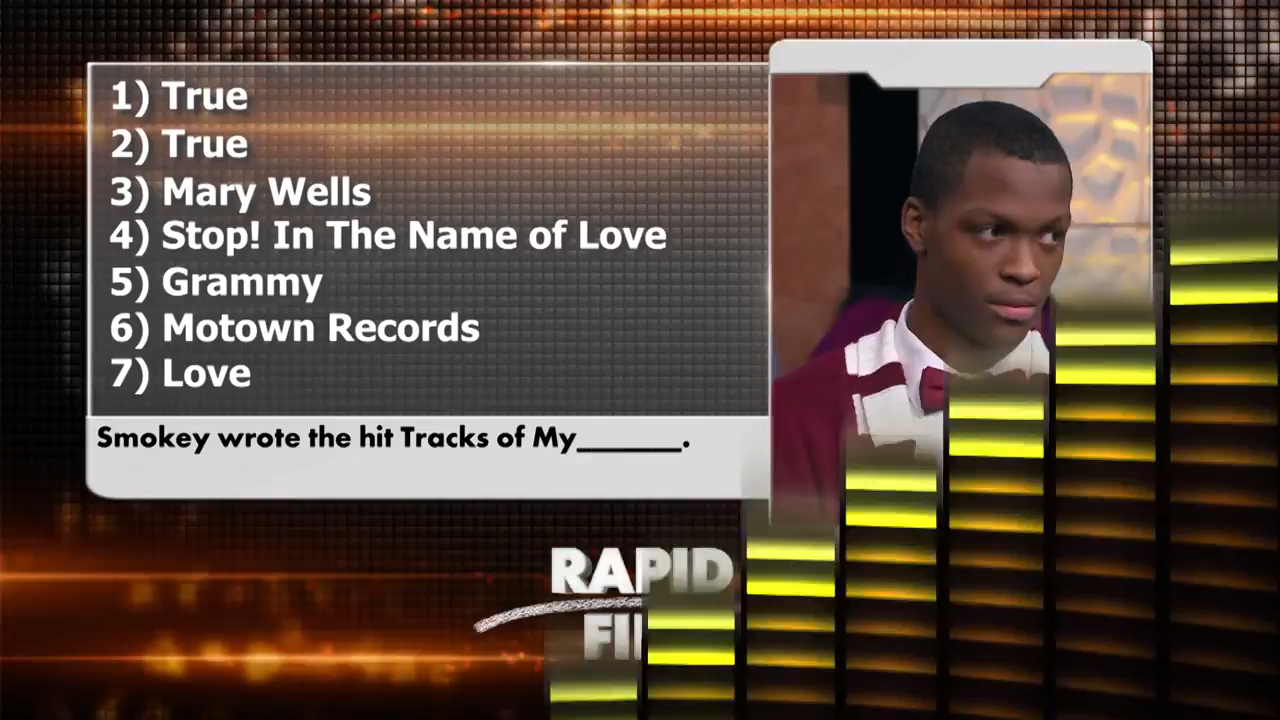 1) True
2) True
3) Mary Wells
4) Stop! In The Name of Love
5) Grammy
6) Motown Records
7) Love
Smokey wrote the hit Tracks of My_______.
RAPID
FI